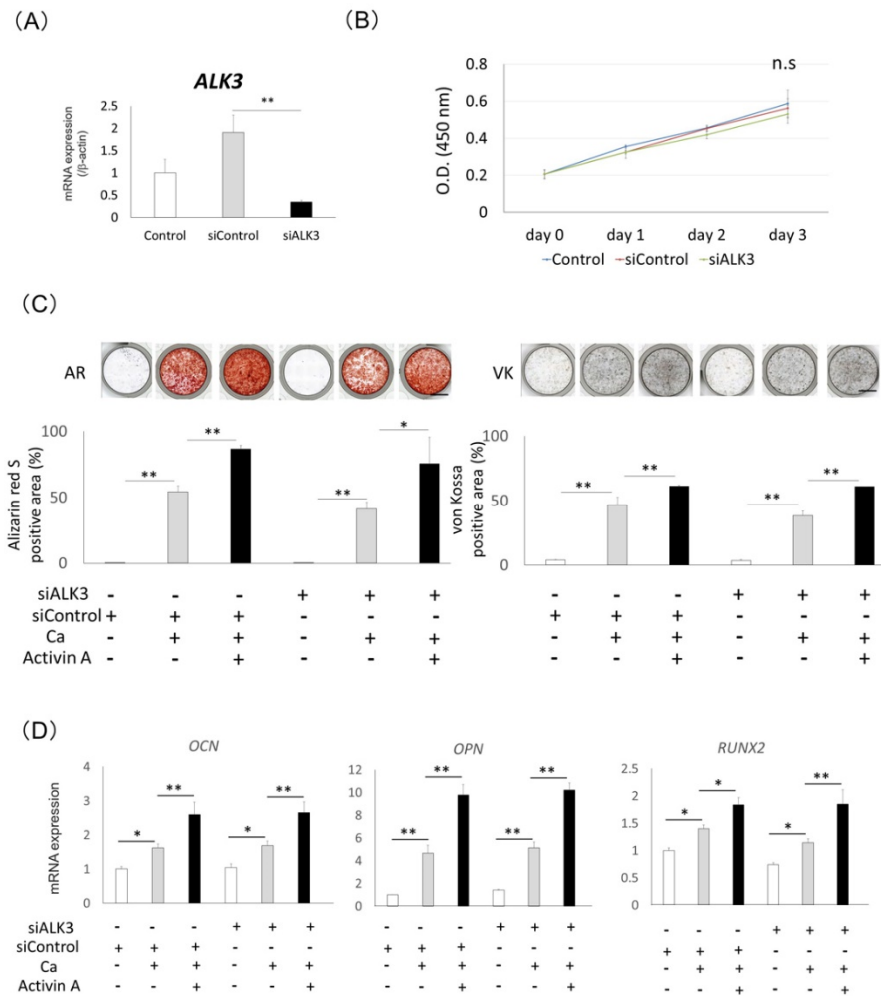 (A)
ALK3
**
mRNA expression
(/β-actin)
2.5
2
1.5
1
0.5
0
Control siControl siALK3
(B)
n.s
O.D. (450 nm)
0.8
0.6
0.4
0.2
0
day 0 day 1 day 2 day 3
Control siControl siALK3
(C)
AR
Alizarin red S
positive area (%)
100
50
0
** ** ** *
siALK3 - - - + + +
siControl + + + - - -
Ca - + + - + +
Activin A - - + - - +
VK
von Kossa
positive area (%)
100
50
0
** ** ** **
- - - + + +
+ + + - - -
- + + - + +
- - + - - +
(D)
OCN
mRNA expression
4
3
2
1
0
* ** * **
siALK3 - - - + + +
siControl + + + - - -
Ca - + + - + +
Activin A - - + - - +
OPN
12
10
8
6
4
2
0
** ** ** **
- - - + + +
+ + + - - -
- + + - + +
- - + - - +
RUNX2
2.5
2
1.5
1
0.5
0
* * * **
- - - + + +
+ + + - - -
- + + - + +
- - + - - +